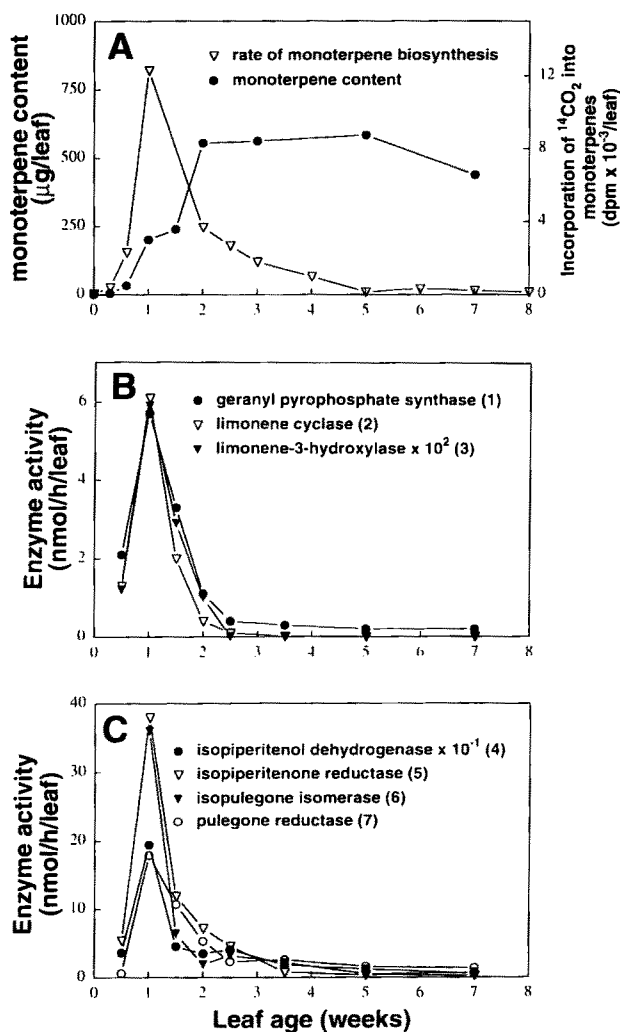 A
1000
750
500
250
0
monoterpene content
(μg/leaf)
rate of monoterpene biosynthesis
monoterpene content
12
8
4
0
Incorporation of ¹⁴CO₂ into
monoterpenes
(dpm x 10⁻³/leaf)
0 1 2 3 4 5 6 7 8
B
6
4
2
0
Enzyme activity
(nmol/h/leaf)
geranyl pyrophosphate synthase (1)
limonene cyclase (2)
limonene-3-hydroxylase x 10² (3)
0 1 2 3 4 5 6 7 8
C
40
30
20
10
0
Enzyme activity
(nmol/h/leaf)
isopiperitenol dehydrogenase x 10⁻¹ (4)
isopiperitenone reductase (5)
isopulegone isomerase (6)
pulegone reductase (7)
0 1 2 3 4 5 6 7 8
Leaf age (weeks)